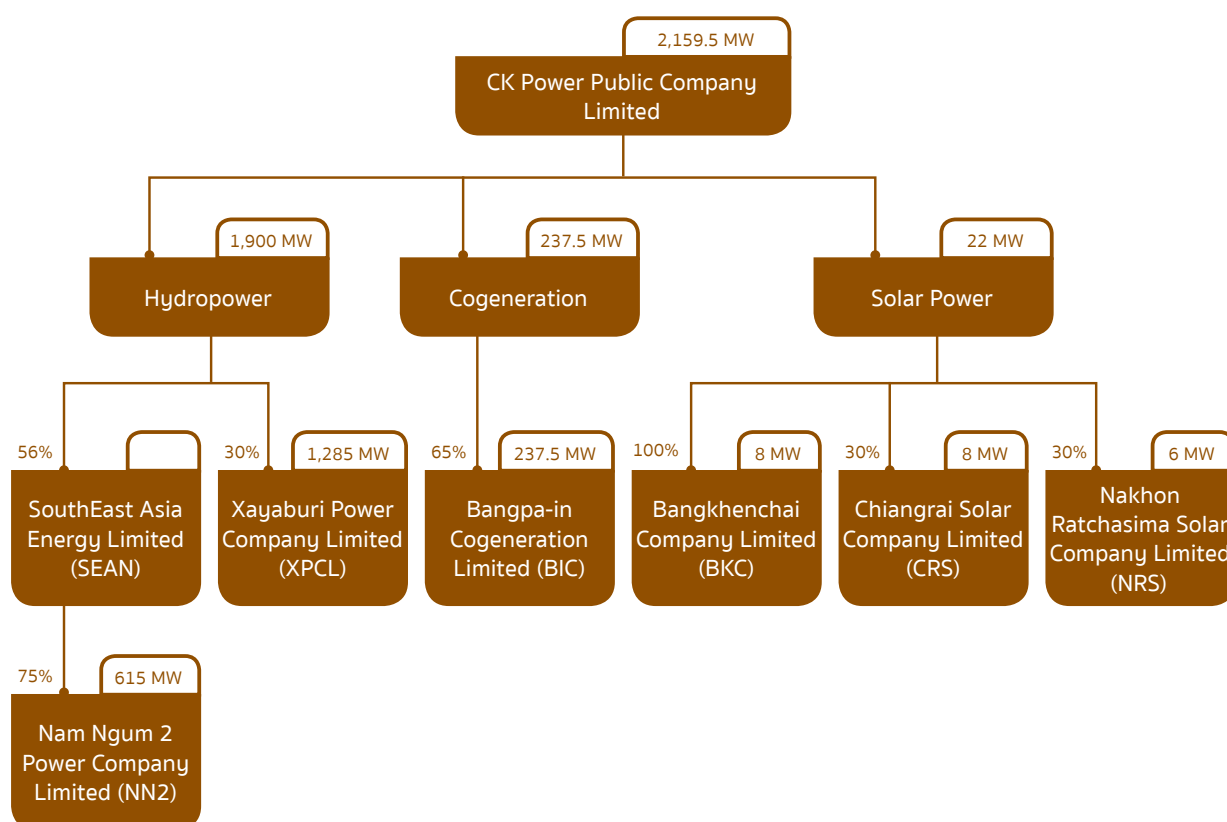 2,159.5 MW
CK Power Public Company
Limited
1,900 MW
Hydropower
237.5 MW
Cogeneration
22 MW
Solar Power
56%
SouthEast Asia
Energy Limited
(SEAN)
30%
1,285 MW
Xayaburi Power
Company Limited
(XPCL)
65%
237.5 MW
Bangpa-in
Cogeneration
Limited (BIC)
100%
8 MW
Bangkhenchai
Company Limited
(BKC)
30%
8 MW
Chiangrai Solar
Company Limited
(CRS)
30%
6 MW
Nakhon
Ratchasima Solar
Company Limited
(NRS)
75%
615 MW
Nam Ngum 2
Power Company
Limited (NN2)